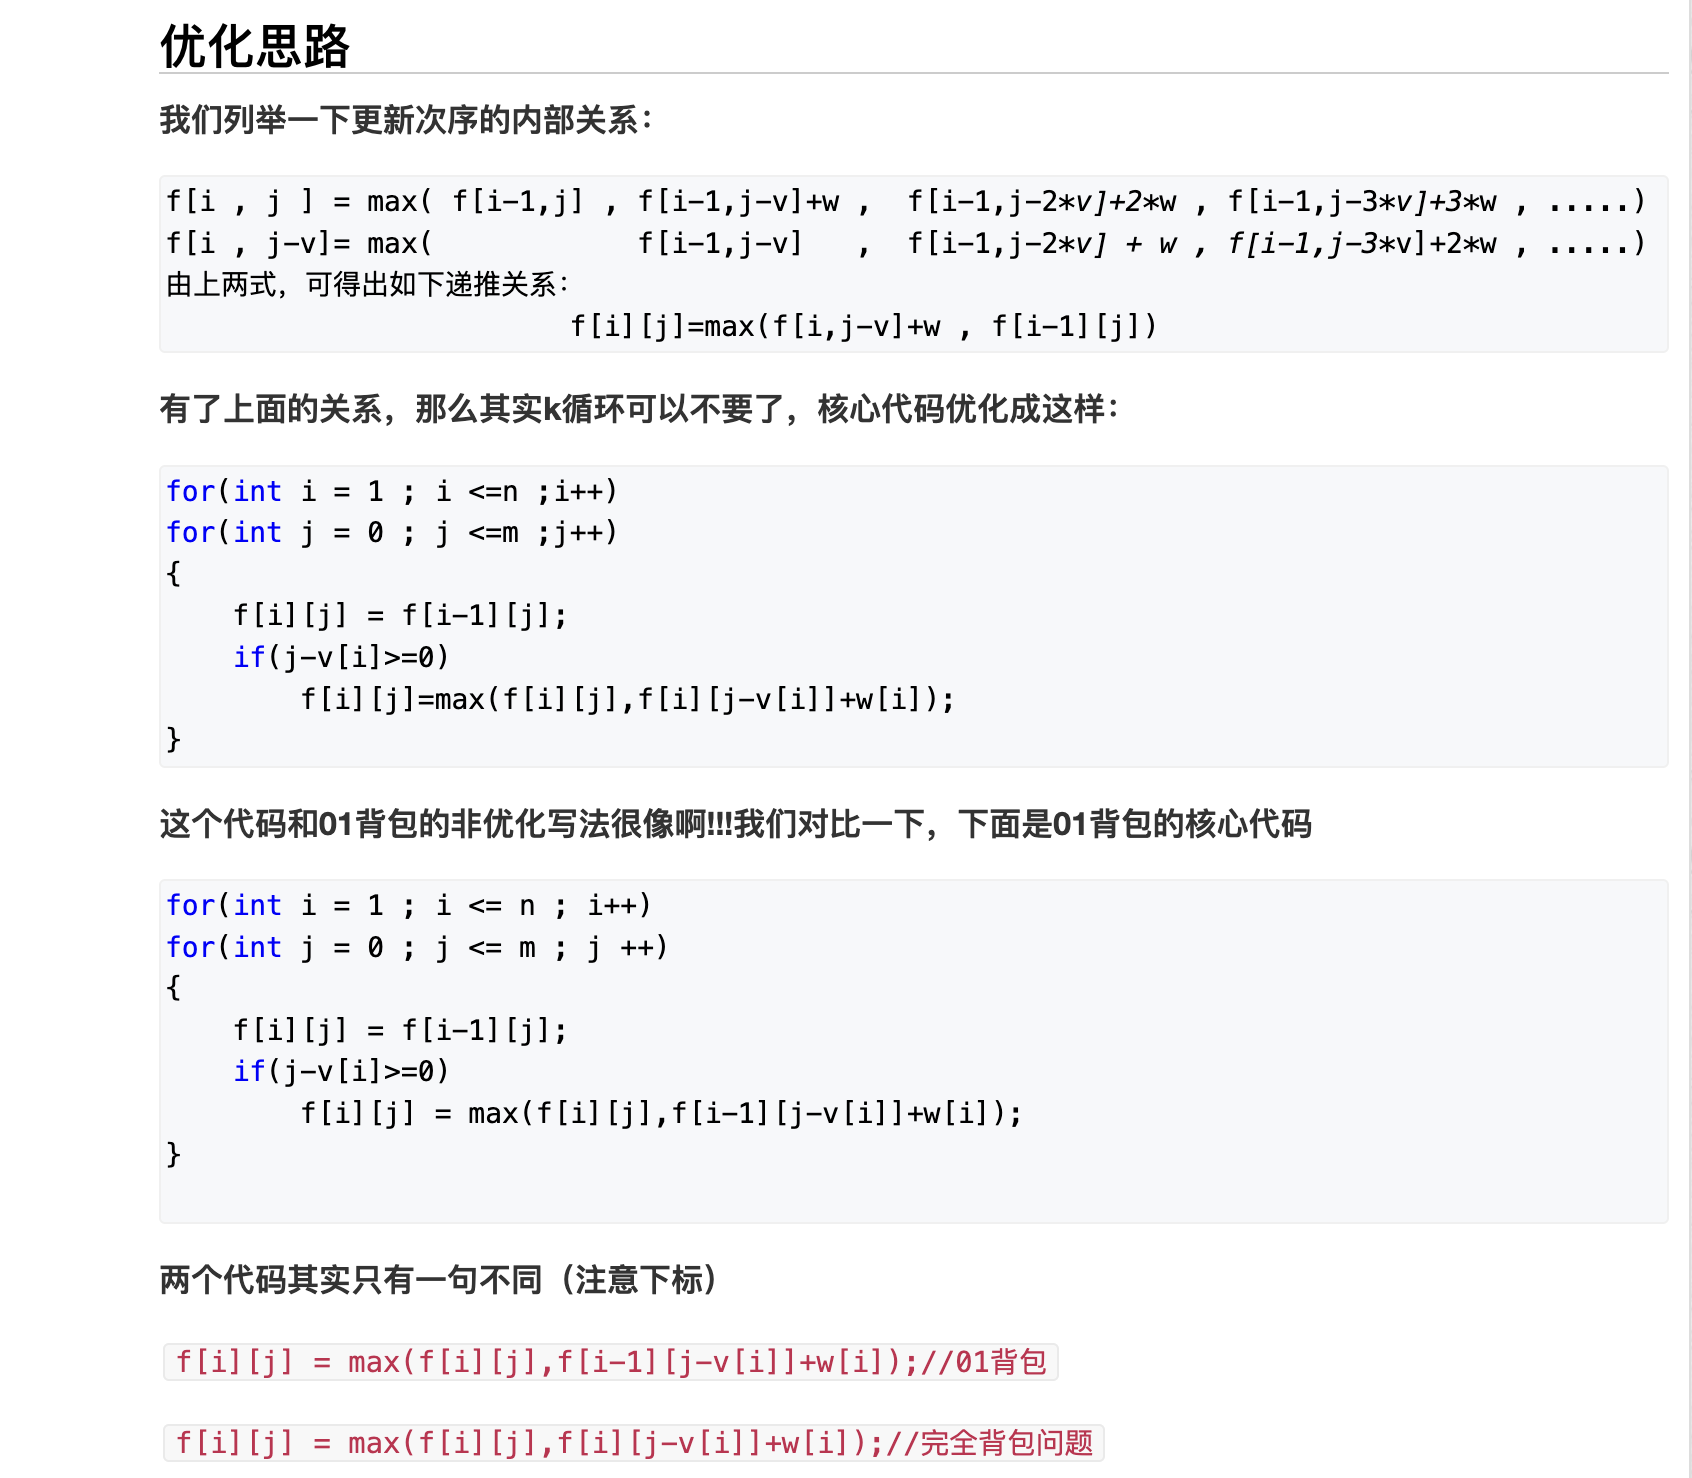 优化思路
我们列举一下更新次序的内部关系：
f[i , j ] = max( f[i-1,j] , f[i-1,j-v]+w ,  f[i-1,j-2*v]+2*w , f[i-1,j-3*v]+3*w , .....)
f[i , j-v]= max(            f[i-1,j-v]   ,  f[i-1,j-2*v] + w , f[i-1,j-3*v]+2*w , .....)
由上两式，可得出如下递推关系：
                        f[i][j]=max(f[i,j-v]+w , f[i-1][j])
有了上面的关系，那么其实k循环可以不要了，核心代码优化成这样：
for(int i = 1 ; i <=n ;i++)
for(int j = 0 ; j <=m ;j++)
{
    f[i][j] = f[i-1][j];
    if(j-v[i]>=0)
        f[i][j]=max(f[i][j],f[i][j-v[i]]+w[i]);
}
这个代码和01背包的非优化写法很像啊!!!我们对比一下，下面是01背包的核心代码
for(int i = 1 ; i <= n ; i++)
for(int j = 0 ; j <= m ; j ++)
{
    f[i][j] = f[i-1][j];
    if(j-v[i]>=0)
        f[i][j] = max(f[i][j],f[i-1][j-v[i]]+w[i]);
}
两个代码其实只有一句不同（注意下标）
f[i][j] = max(f[i][j],f[i-1][j-v[i]]+w[i]);//01背包
f[i][j] = max(f[i][j],f[i][j-v[i]]+w[i]);//完全背包问题